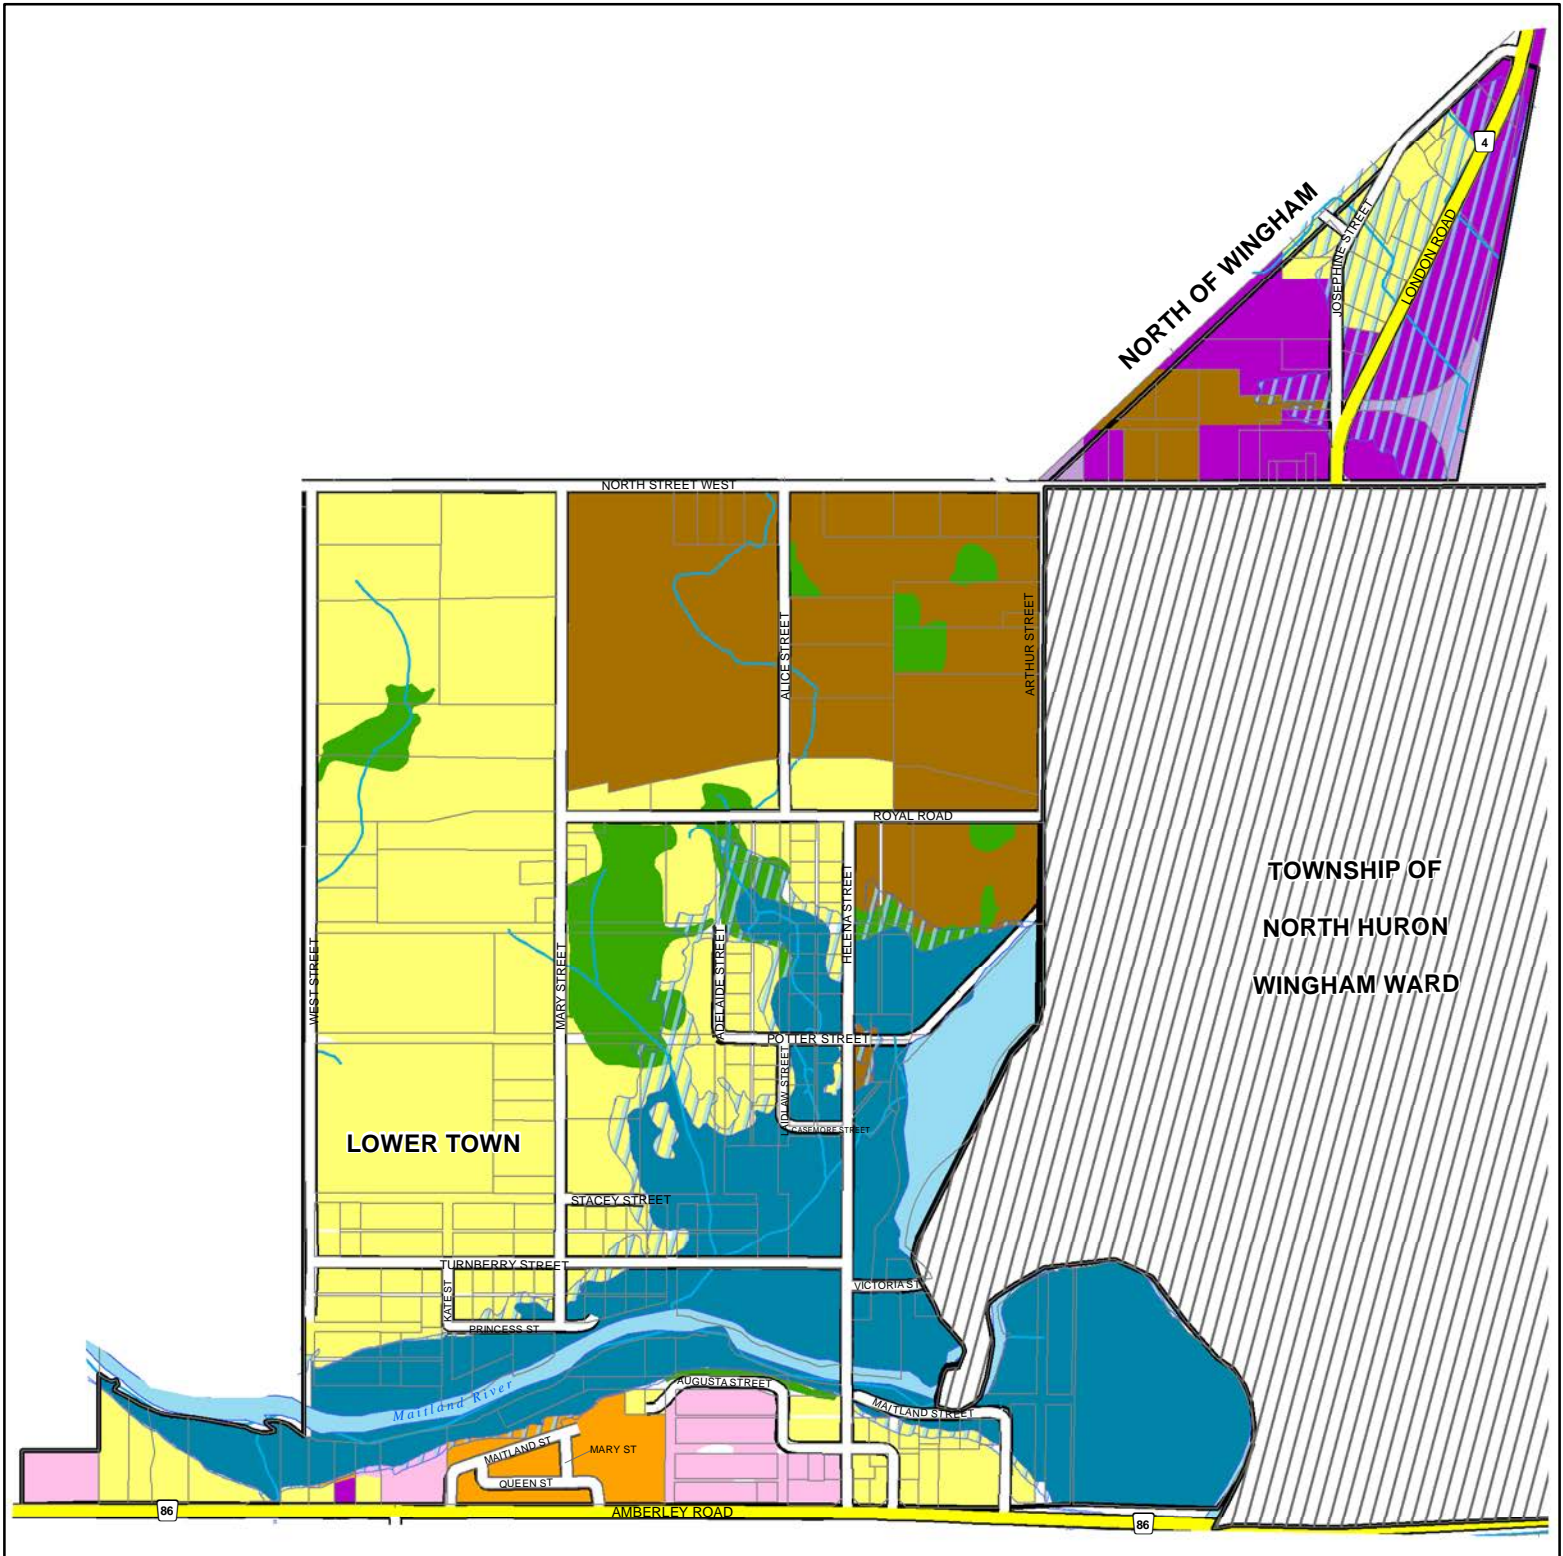 4
NORTH OF WINGHAM
JOSEPHINE STREET
LONDON ROAD
NORTH STREET WEST
ALICE STREET
ARTHUR STREET
ROYAL ROAD
TOWNSHIP OF
NORTH HURON
WINGHAM WARD
HELENA STREET
WEST STREET
MARY STREET
ADELAIDE STREET
POTTER STREET
LAIDLAW STREET
CASEMORE STREET
LOWER TOWN
STACEY STREET
TURNBERRY STREET
KATE ST
VICTORIA ST
PRINCESS ST
Maitland River
AUGUSTA STREET
MAITLAND STREET
MAITLAND ST
MARY ST
QUEEN ST
86
AMBERLEY ROAD
86